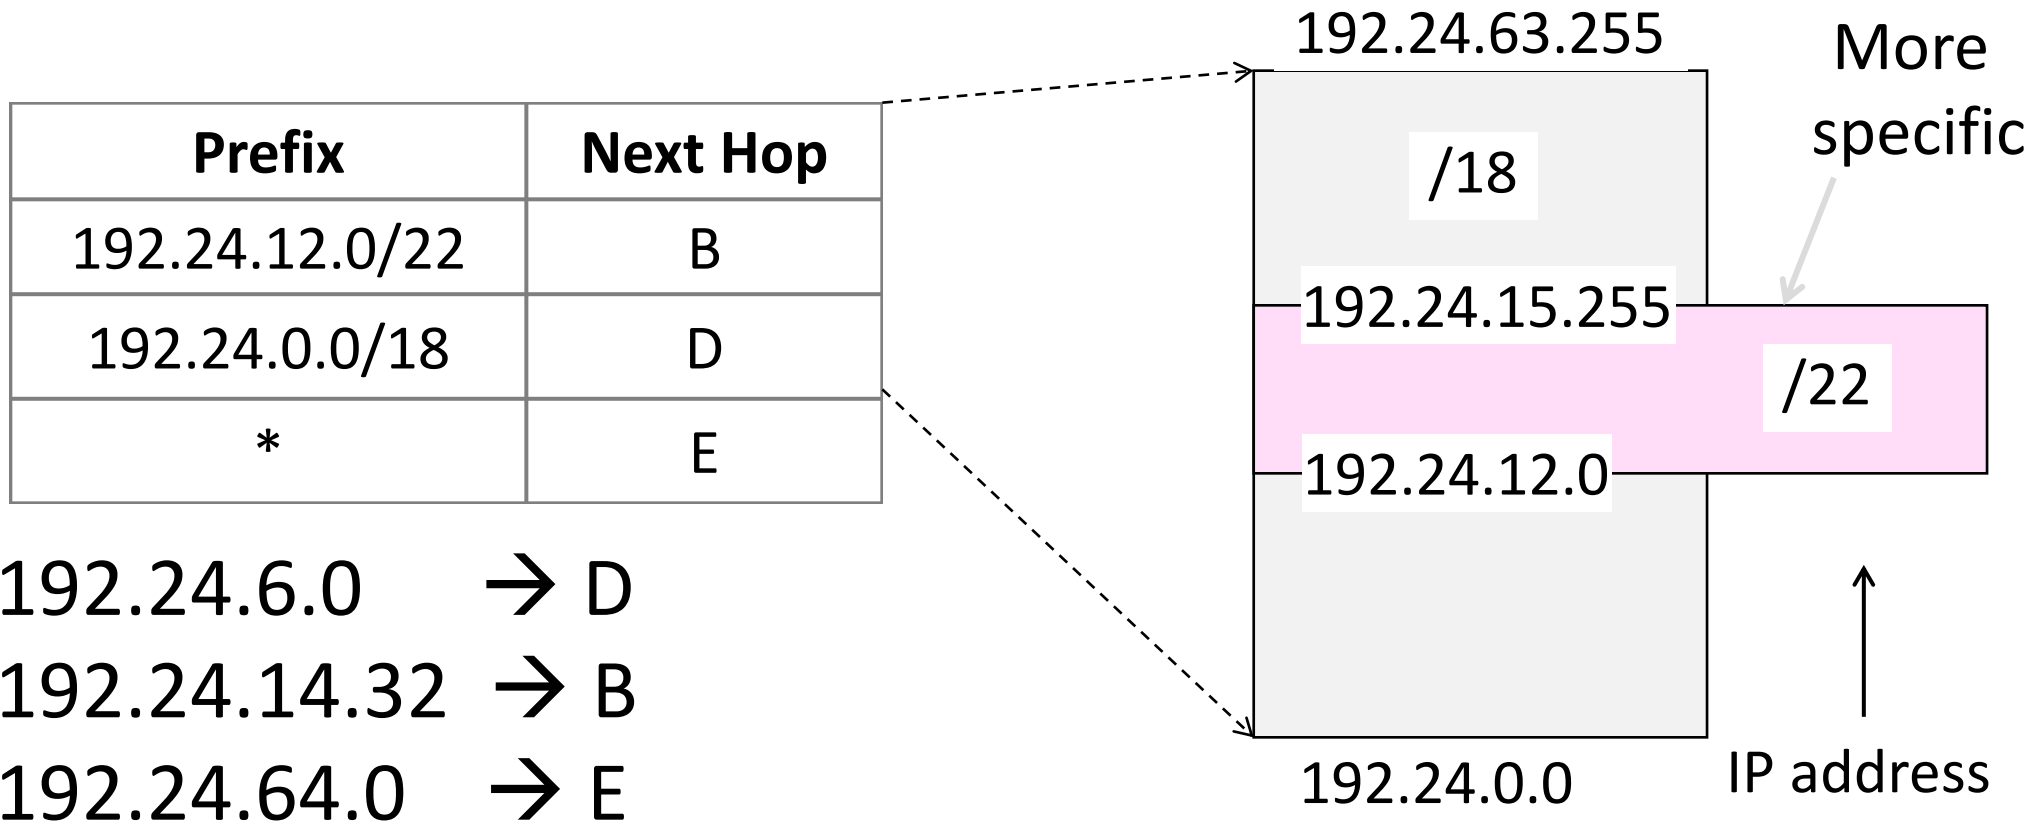 Prefix Next Hop
192.24.12.0/22 B
192.24.0.0/18 D
* E
192.24.6.0 → D
192.24.14.32 → B
192.24.64.0 → E
192.24.63.255
/18
192.24.15.255
/22
192.24.12.0
192.24.0.0
More
specific
IP address